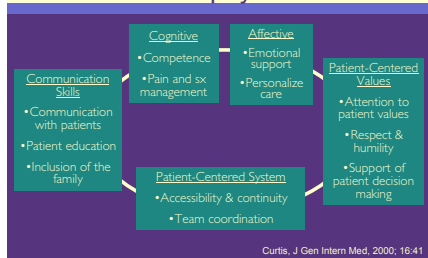 Cognitive
•Competence
•Pain and sx
management
Affective
•Emotional
support
•Personalize
care
Communication
Skills
•Communication
with patients
•Patient education
•Inclusion of the
family
Patient-Centered
Values
•Attention to
patient values
•Respect &
humility
•Support of
patient decision
making
Patient-Centered System
•Accessibility & continuity
•Team coordination
Curtis, J Gen Intern Med, 2000; 16:41